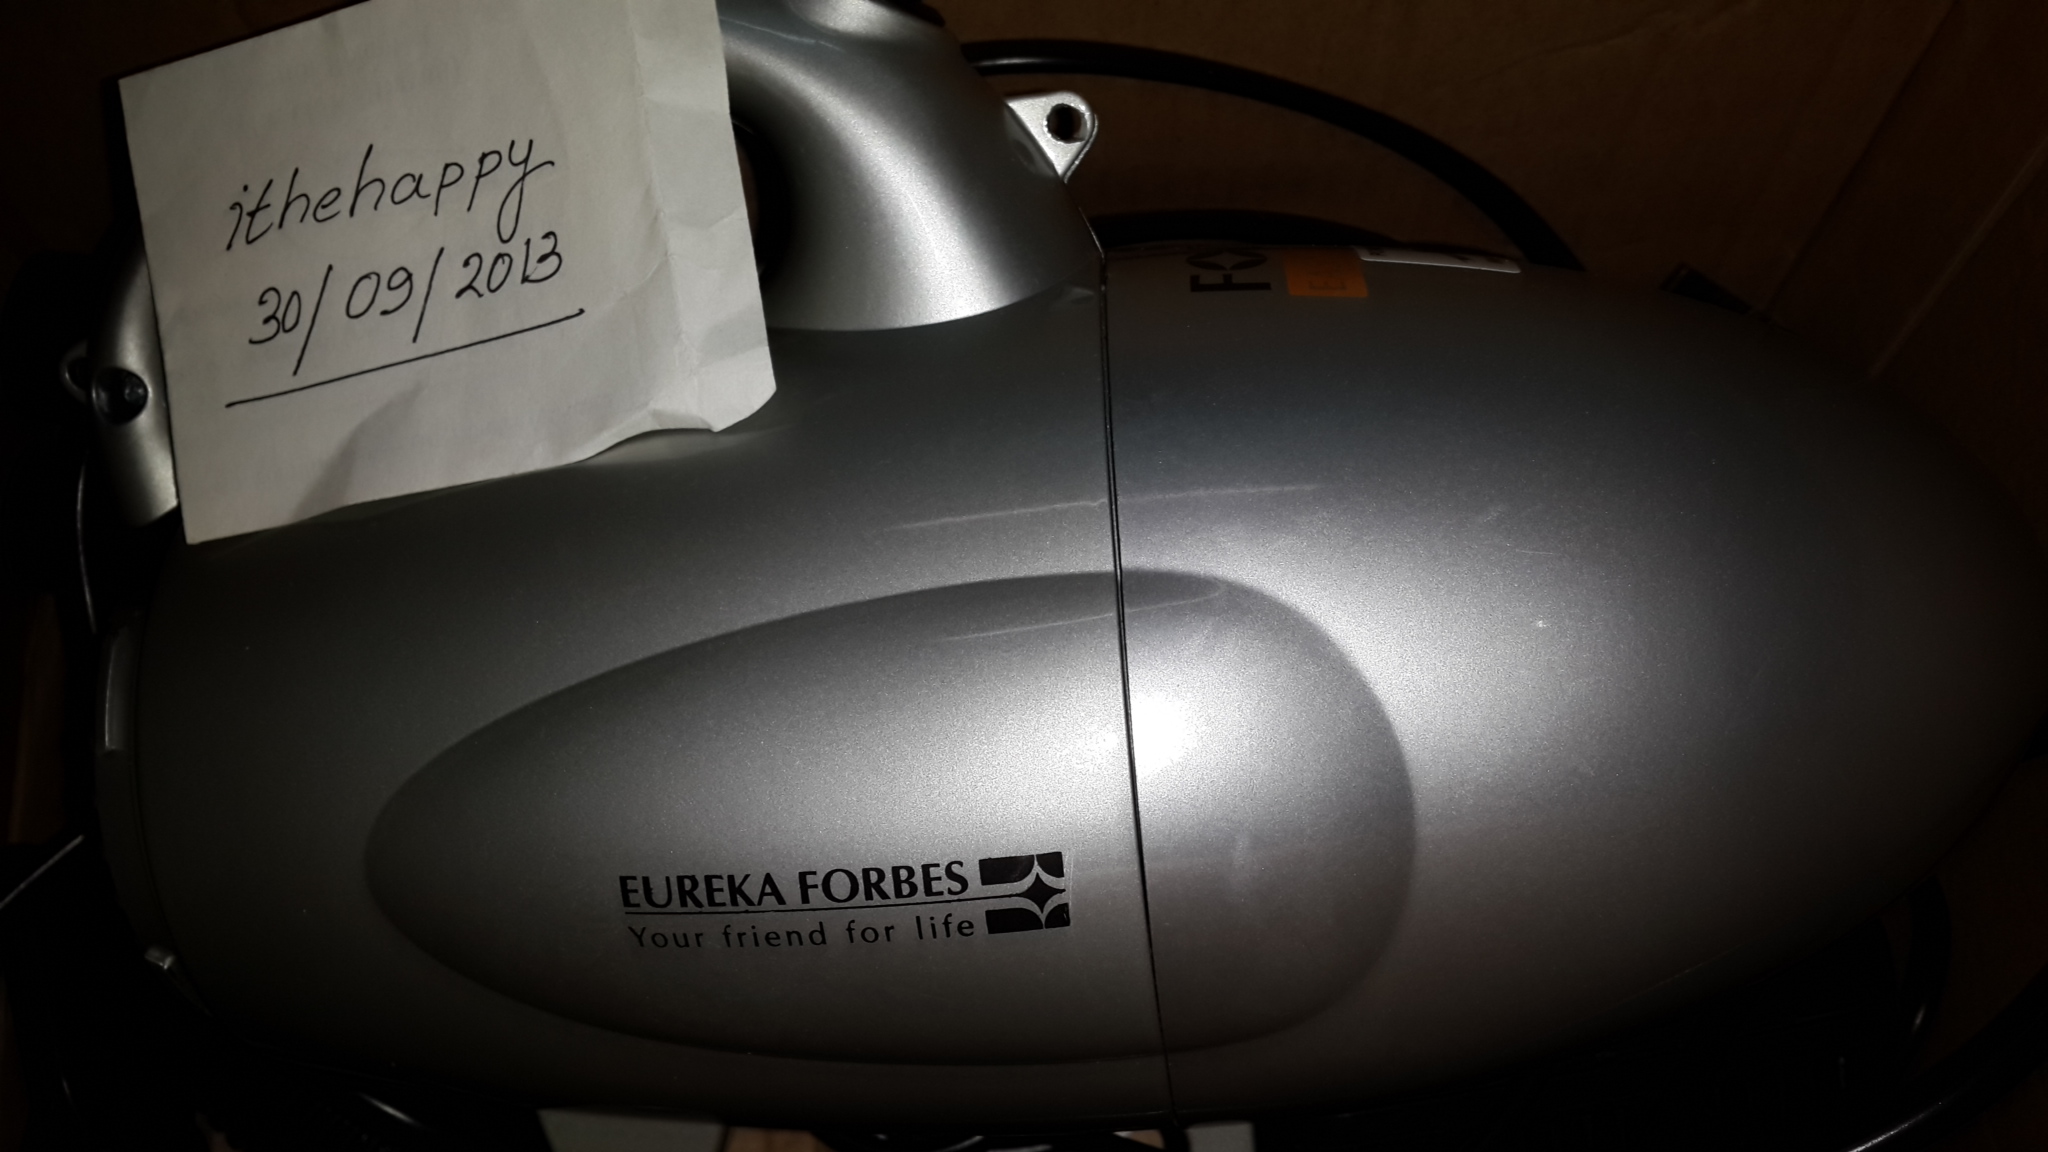 ithehappy
30/09/2013
EUREKA FORBES
Your friend for life